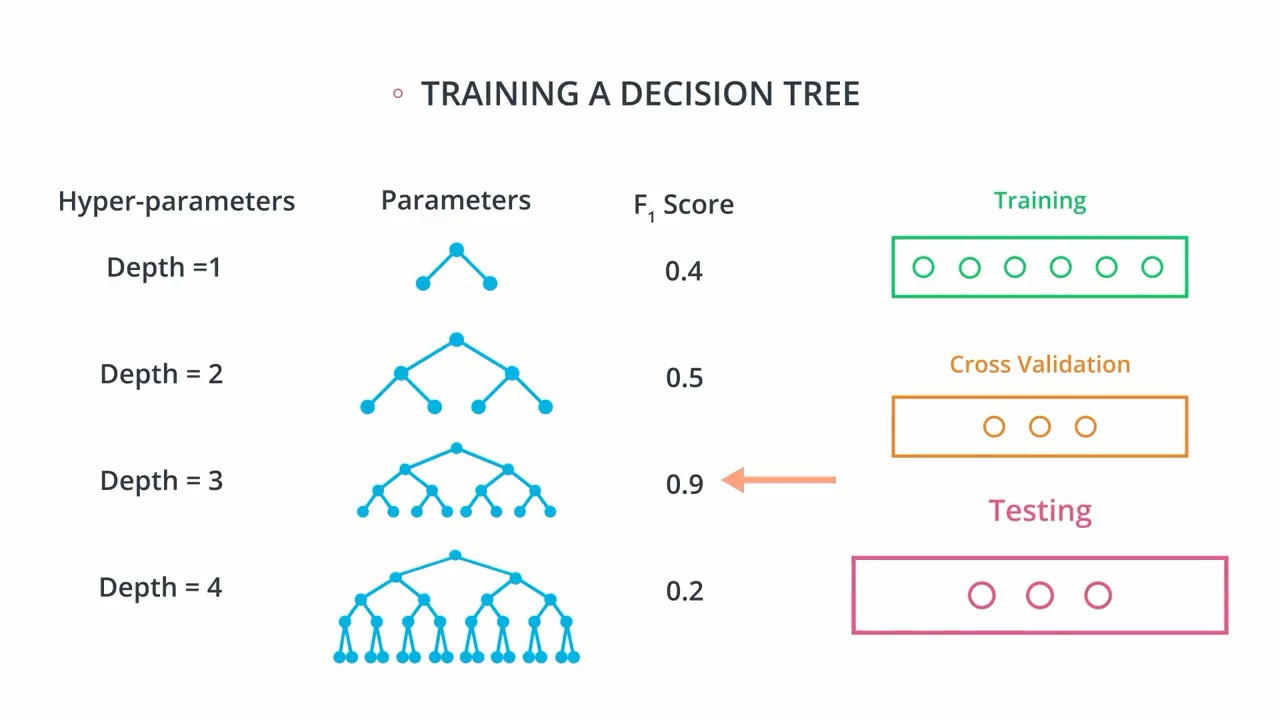 TRAINING A DECISION TREE
Hyper-parameters
Parameters
F1 Score
Training
Depth =1
0.4
Depth = 2
0.5
Cross Validation
Depth = 3
0.9
Testing
Depth = 4
0.2